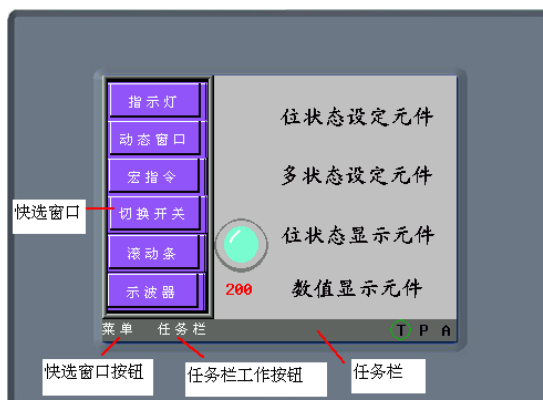 指示灯
动态窗口
宏指令
切换开关
滚动条
示波器
位状态设定元件
多状态设定元件
位状态显示元件
200 数值显示元件
快选窗口
菜单 任务栏 T P A
快选窗口按钮
任务栏工作按钮
任务栏